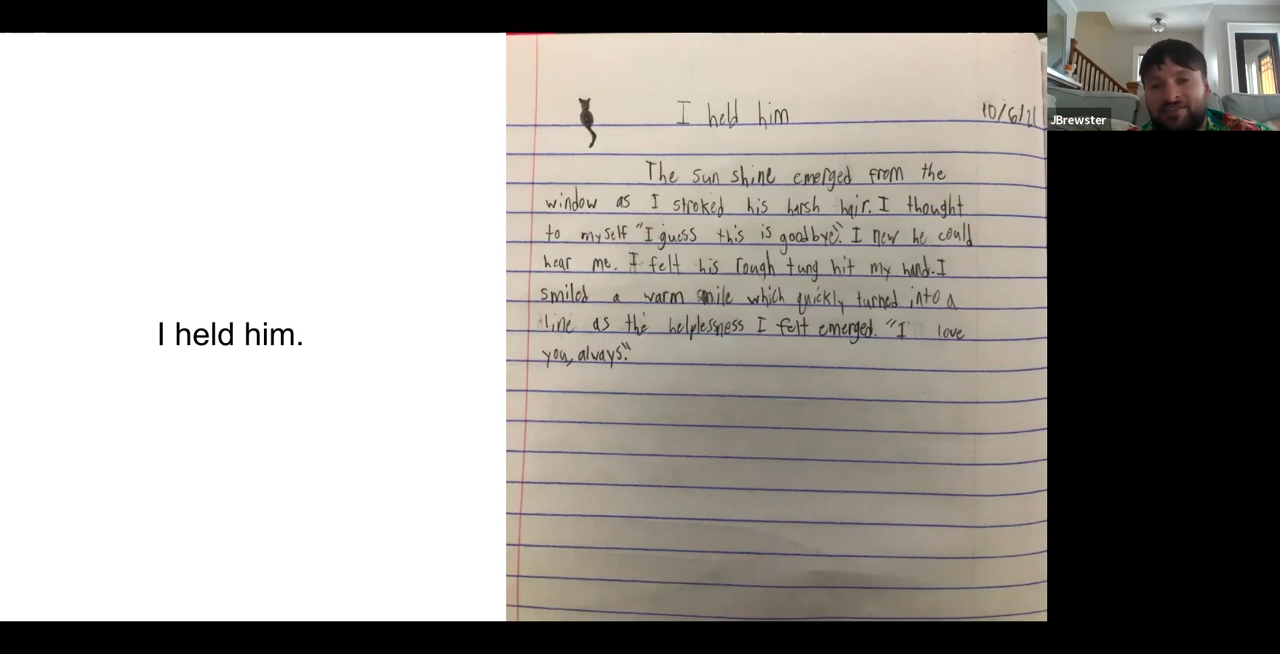 I held him.
I held him 10/6/21
The sun shine emerged from the
window as I stroked his harsh hair. I thought
to myself "I guess this is goodbye". I new he could
hear me. I felt his rough tung hit my hand. I
smiled a warm smile which quickly turned into a
line as the helplessness I felt emerged. "I love
you, always."
JBrewster